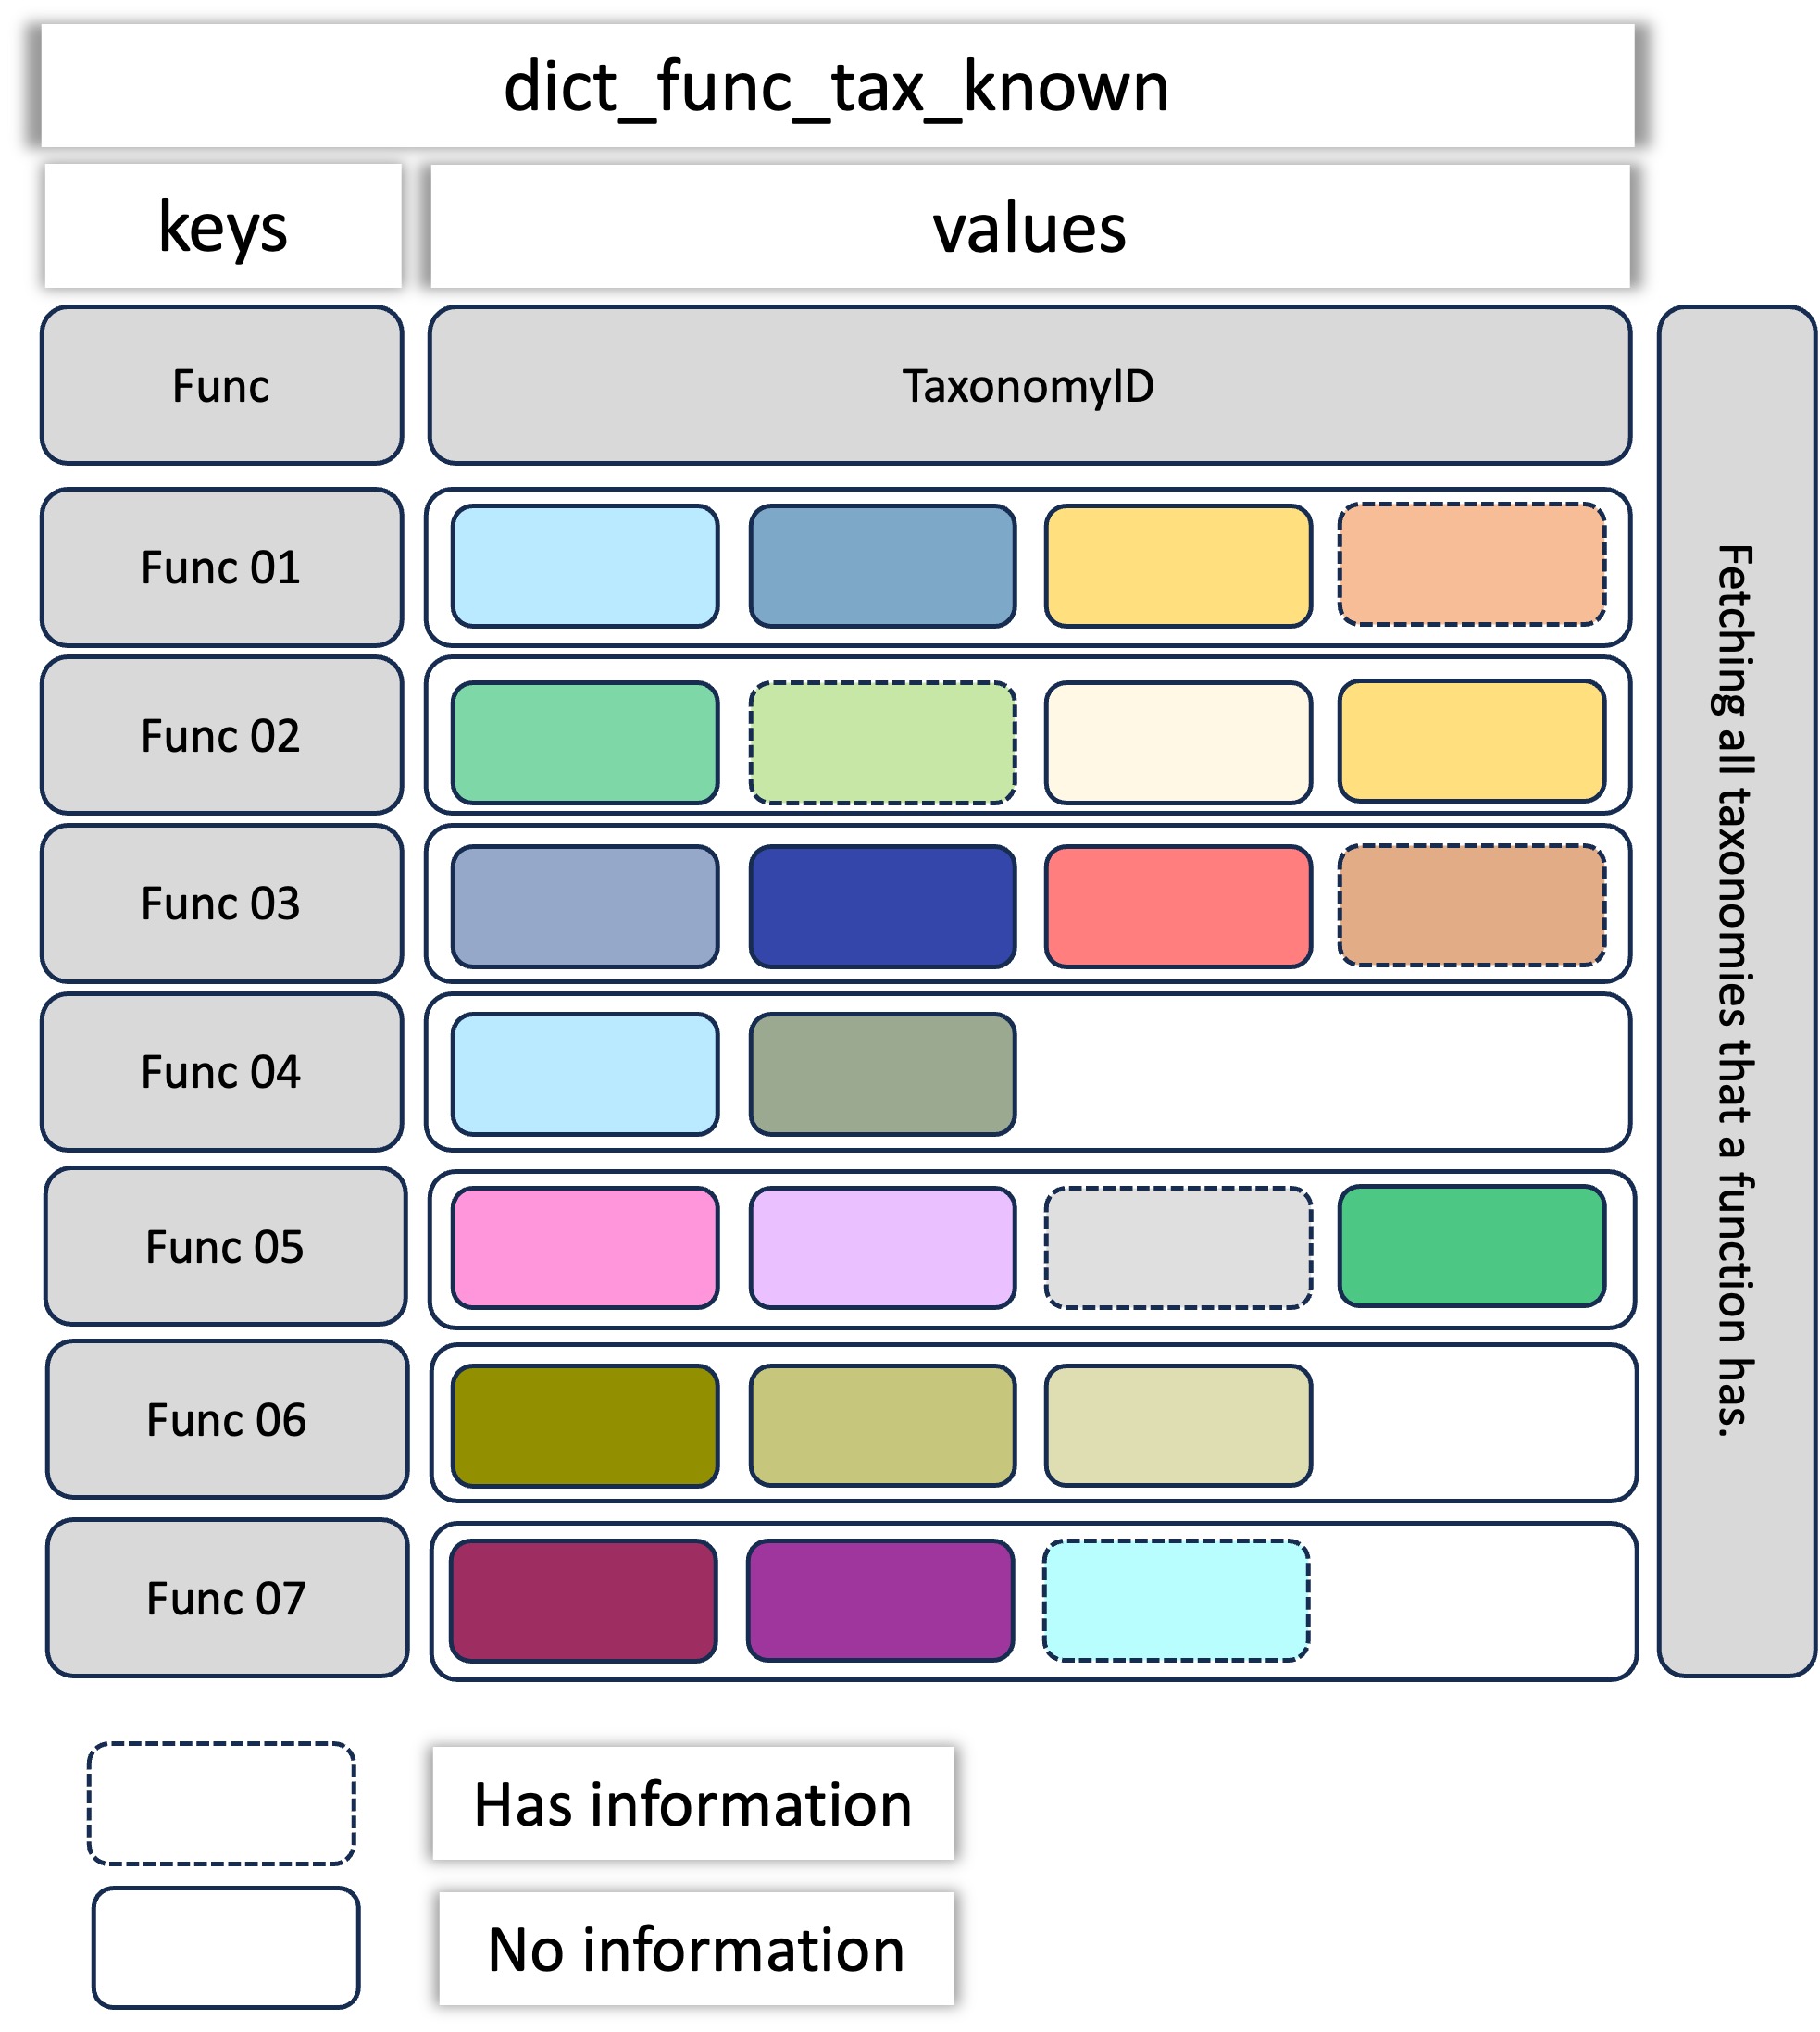 dict_func_tax_known
keys
values
Func
TaxonomyID
Func 01
Func 02
Func 03
Func 04
Func 05
Func 06
Func 07
Fetching all taxonomies that a function has.
Has information
No information